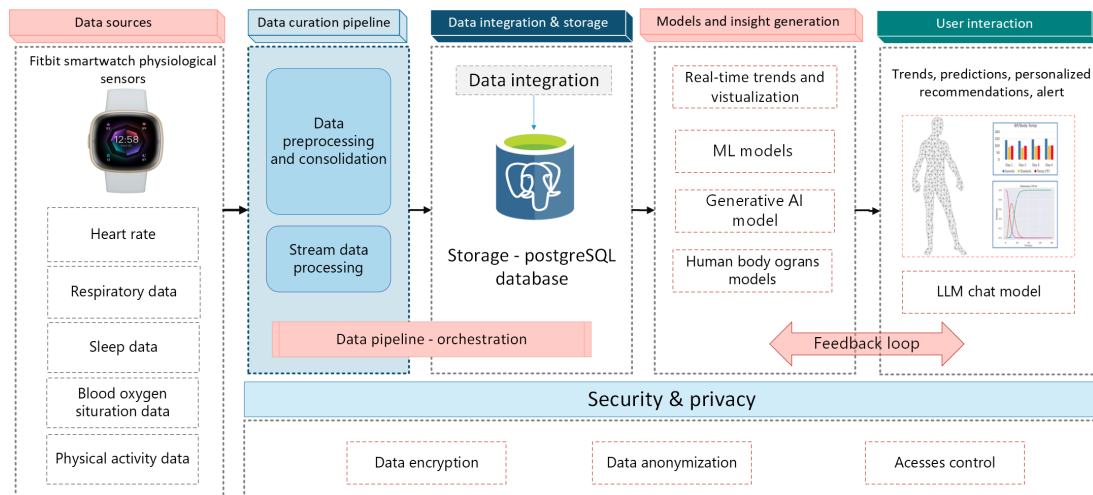 Data sources
Data curation pipeline
Data integration & storage
Models and insight generation
User interaction
Fitbit smartwatch physiological
sensors
12:58
Heart rate
Respiratory data
Sleep data
Blood oxygen
situration data
Physical activity data
Data
preprocessing
and consolidation
Stream data
processing
Data integration
Storage - postgreSQL
database
Data pipeline - orchestration
Real-time trends and
vistualization
ML models
Generative AI
model
Human body ograns
models
Trends, predictions, personalized
recommendations, alert
LLM chat model
Feedback loop
Security & privacy
Data encryption
Data anonymization
Acesses control